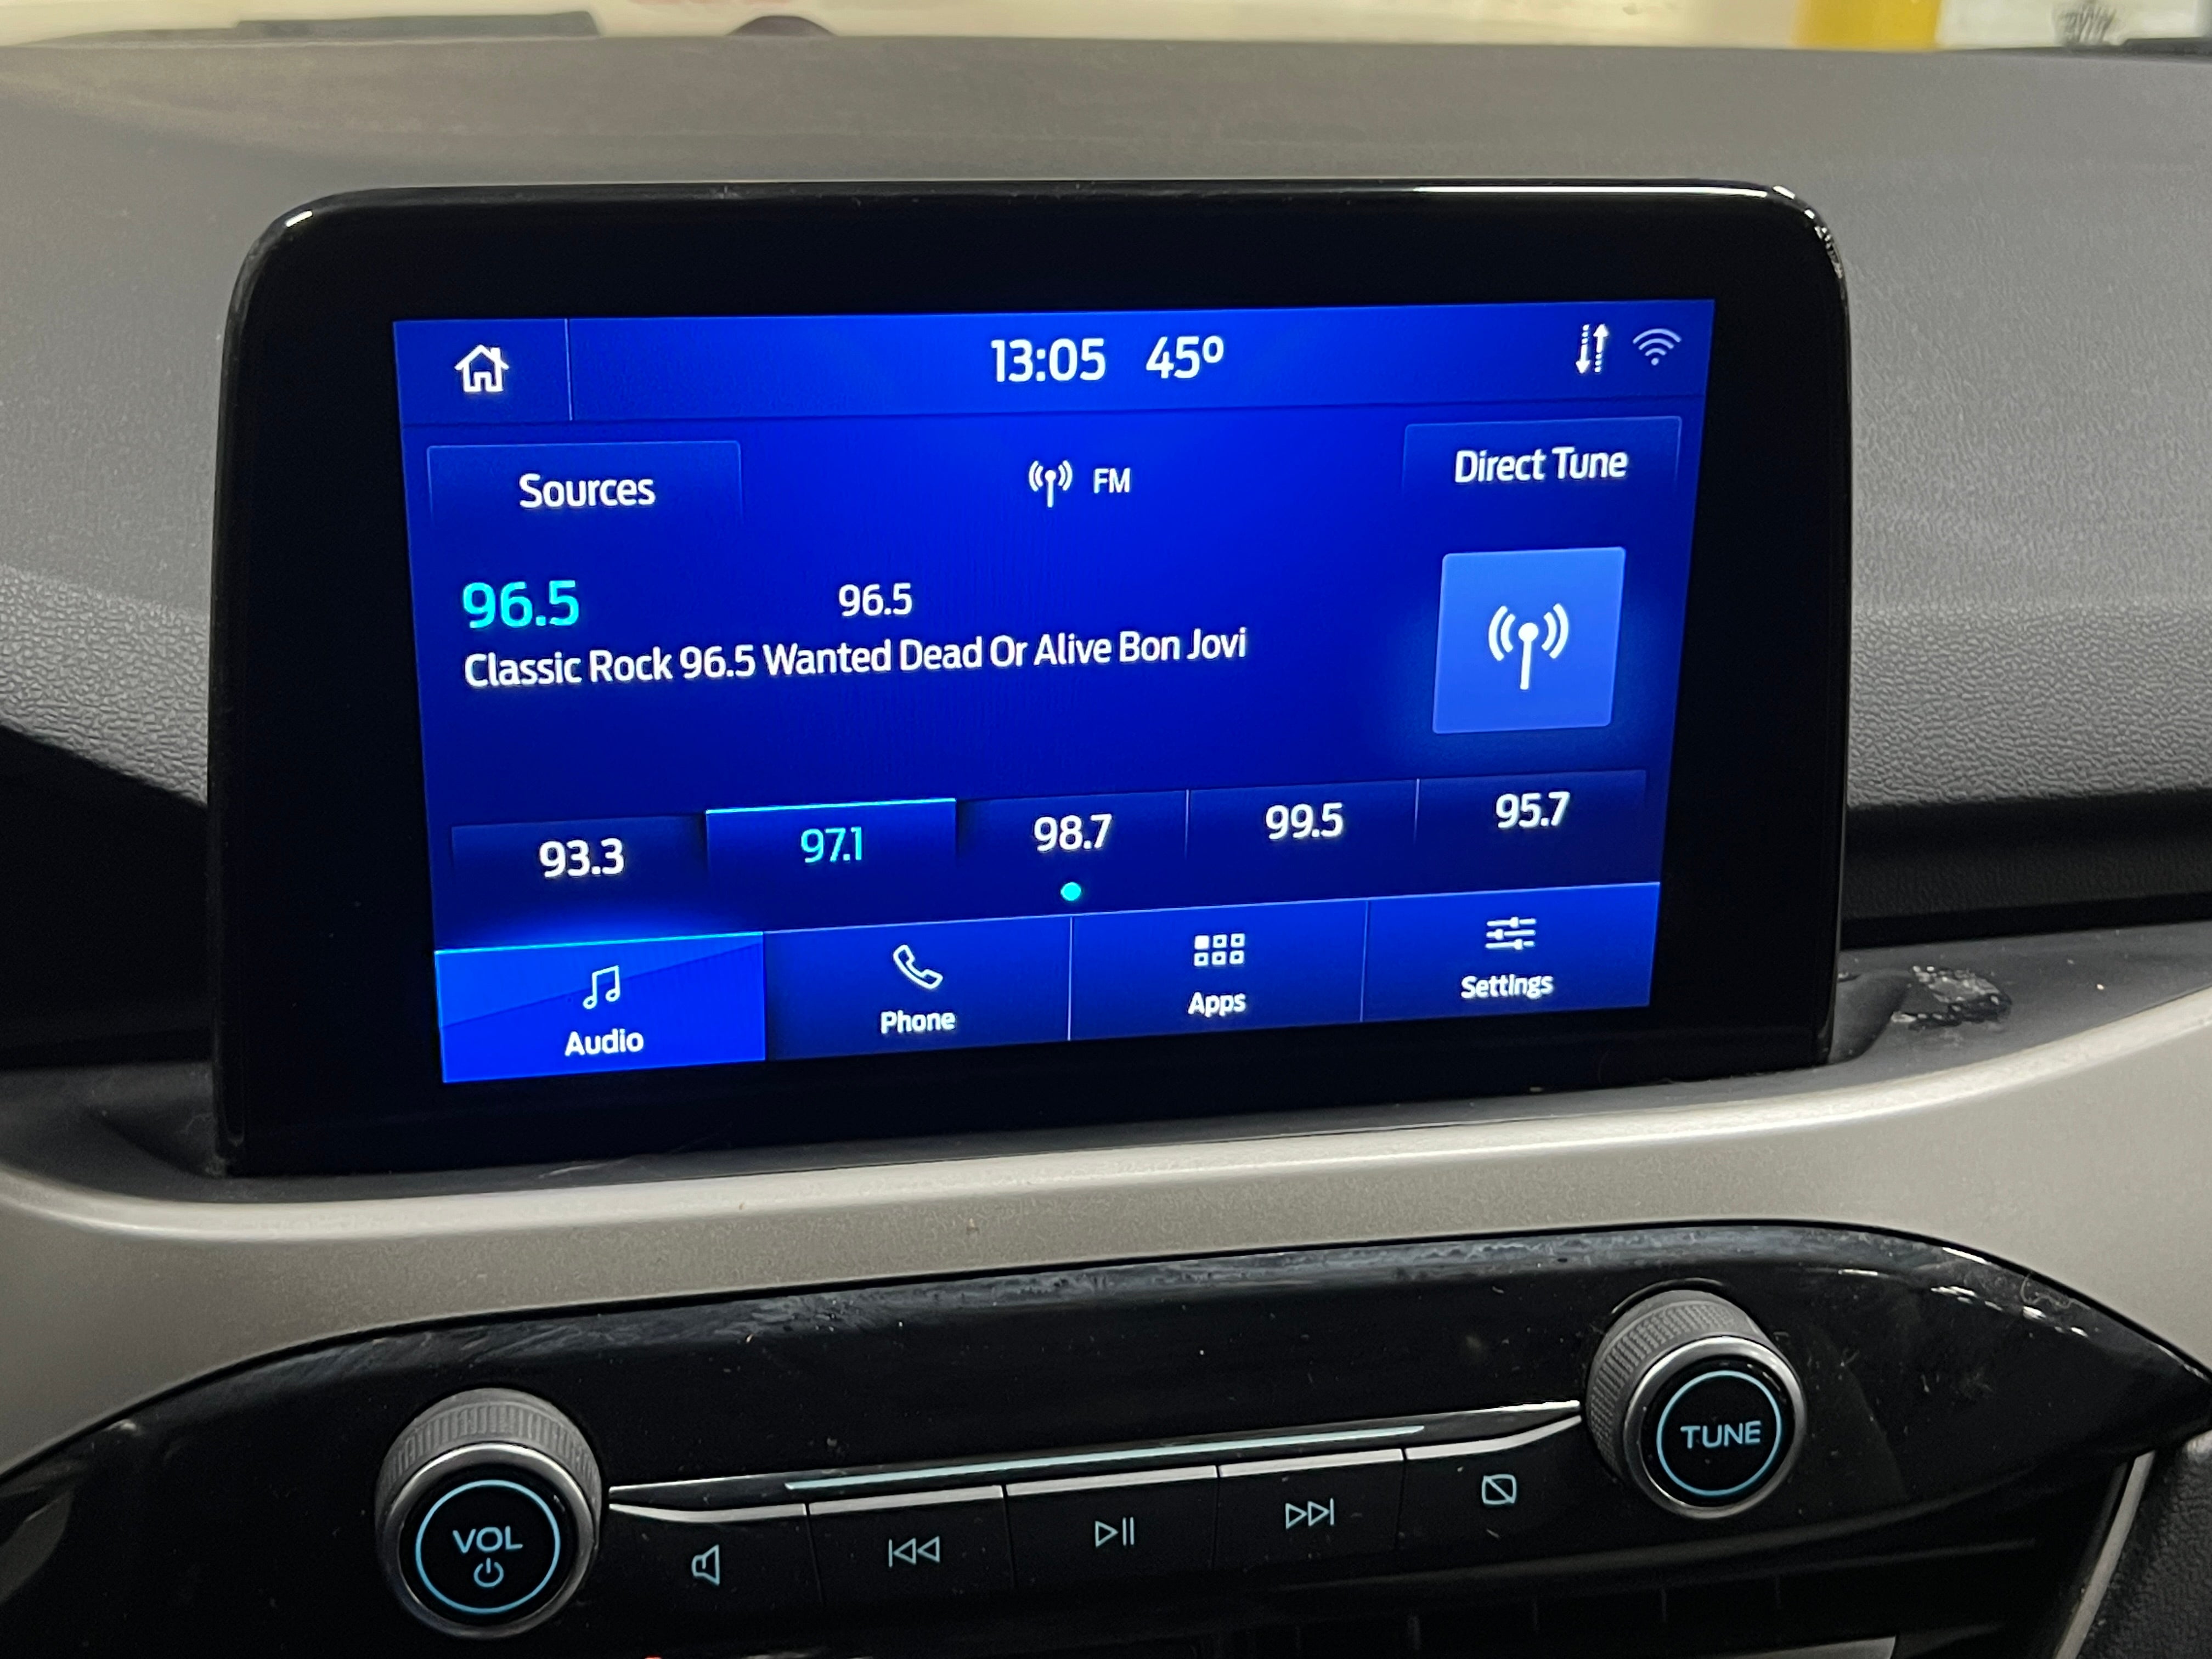 13:05 45º
Sources
FM
Direct Tune
96.5
96.5
Classic Rock 96.5 Wanted Dead Or Alive Bon Jovi
93.3
97.1
98.7
99.5
95.7
Audio
Phone
Apps
Settings
VOL
TUNE